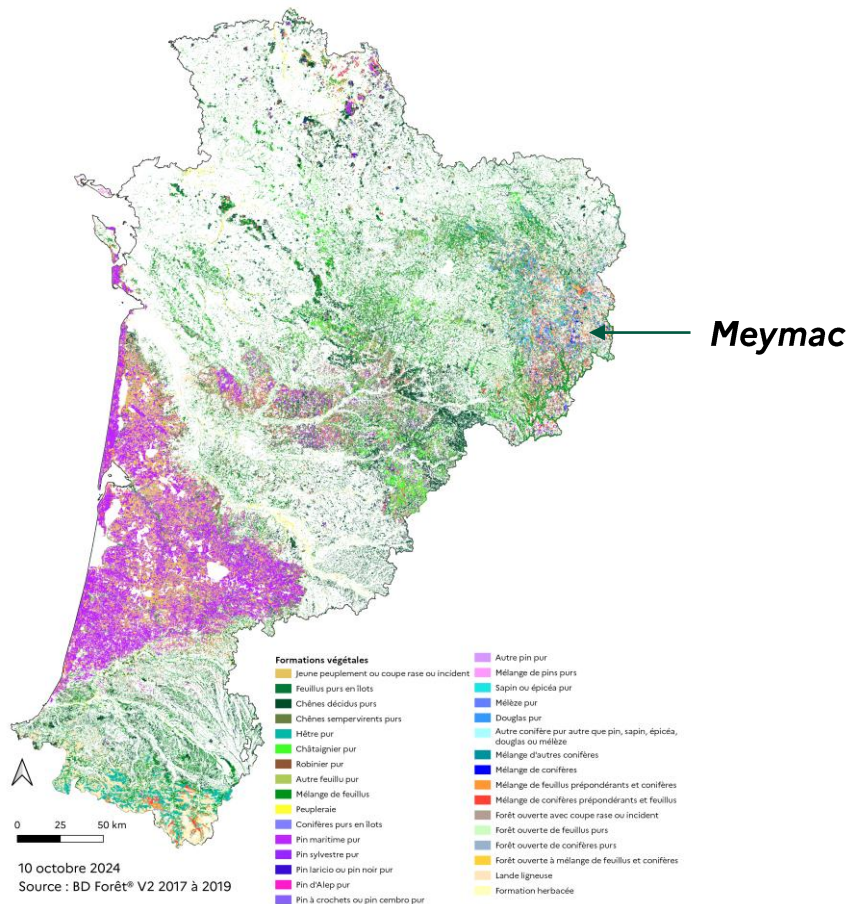 Meymac
Formations végétales
Jeune peuplement ou coupe rase ou incident
Feuillus purs en îlots
Chênes décidus purs
Chênes sempervirents purs
Hêtre pur
Châtaignier pur
Robinier pur
Autre feuillu pur
Mélange de feuillus
Peupleraie
Conifères purs en îlots
Pin maritime pur
Pin sylvestre pur
Pin laricio ou pin noir pur
Pin d'Alep pur
Pin à crochets ou pin cembro pur
Autre pin pur
Mélange de pins purs
Sapin ou épicéa pur
Mélèze pur
Douglas pur
Autre conifère pur autre que pin, sapin, épicéa,
douglas ou mélèze
Mélange d'autres conifères
Mélange de conifères
Mélange de feuillus prépondérants et conifères
Mélange de conifères prépondérants et feuillus
Forêt ouverte avec coupe rase ou incident
Forêt ouverte de feuillus purs
Forêt ouverte de conifères purs
Forêt ouverte à mélange de feuillus et conifères
Lande ligneuse
Formation herbacée
0 25 50 km
10 octobre 2024
Source : BD Forêt® V2 2017 à 2019